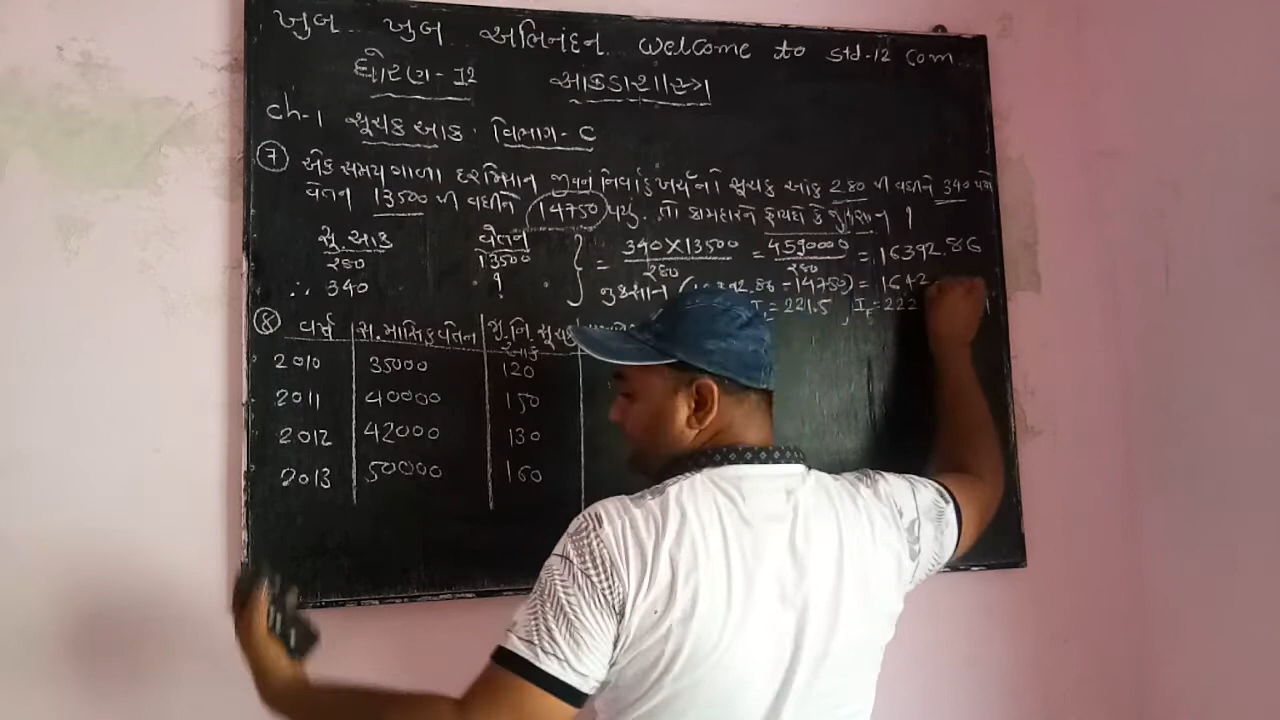 ખુબ ખુબ અભિનંદન welcome to std-12 com
ધોરણ-12 આંકડાશાસ્ત્ર
ch-1 સૂચક આંક વિભાગ-C
7 એક સમયગાળા દરમિયાન જીવન નિર્વાહ ખર્ચનો સૂચક આંક 280 થી વધીને 340 થયો
વેતન 13500 થી વધીને 14750 થયું. તો કામદારને ફાયદો કે નુકસાન ?
સૂ. આંક વેતન
280 13500
∴ 340 ?
= 340×13500 / 280 = 4590000 / 280 = 16392.86
નુકસાન 14750) = 1642
I = 221.5 , IF = 222
8 વર્ષ સ. માસિક વેતન જી. નિ. સૂચક આંક
2010 35000 120
2011 40000 150
2012 42000 130
2013 50000 160